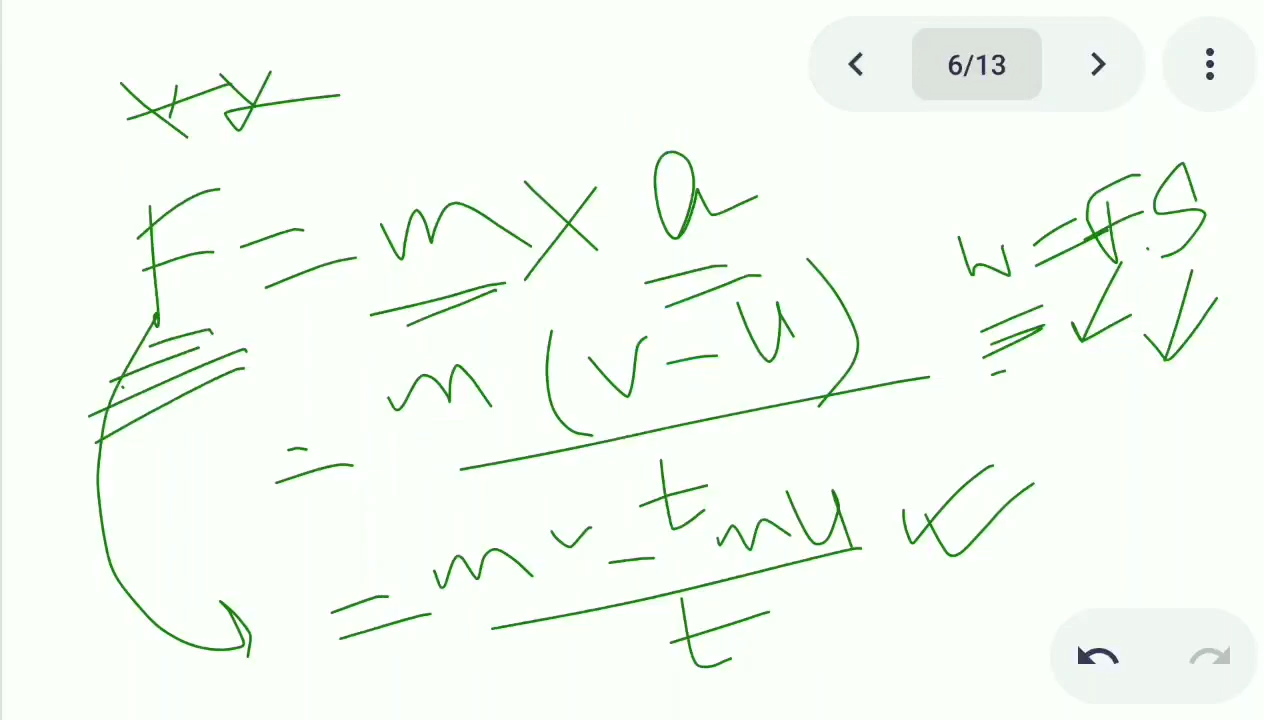 6/13
F = m × a
w = F.S
= m(v - u) / t
= mv - mu / t